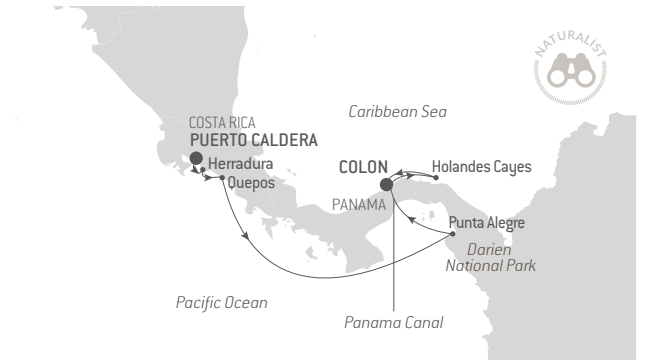 NATURALIST
Caribbean Sea
COSTA RICA
PUERTO CALDERA
Herradura
Quepos
COLON
Holandes Cayes
PANAMA
Punta Alegre
Darien
National Park
Pacific Ocean
Panama Canal